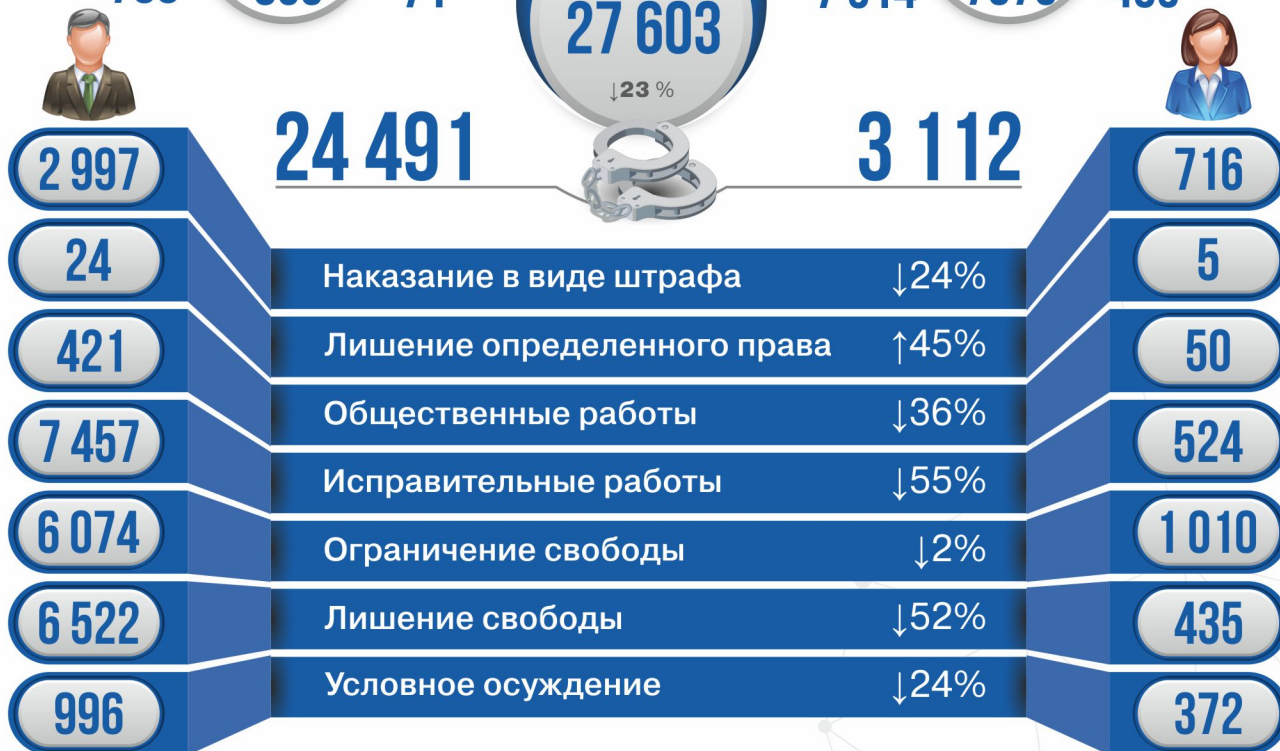 27 603
↓23 %
24 491
3 112
2 997
Наказание в виде штрафа ↓24%
716
24
Лишение определенного права ↑45%
5
421
Общественные работы ↓36%
50
7 457
Исправительные работы ↓55%
524
6 074
Ограничение свободы ↓2%
1 010
6 522
Лишение свободы ↓52%
435
996
Условное осуждение ↓24%
372